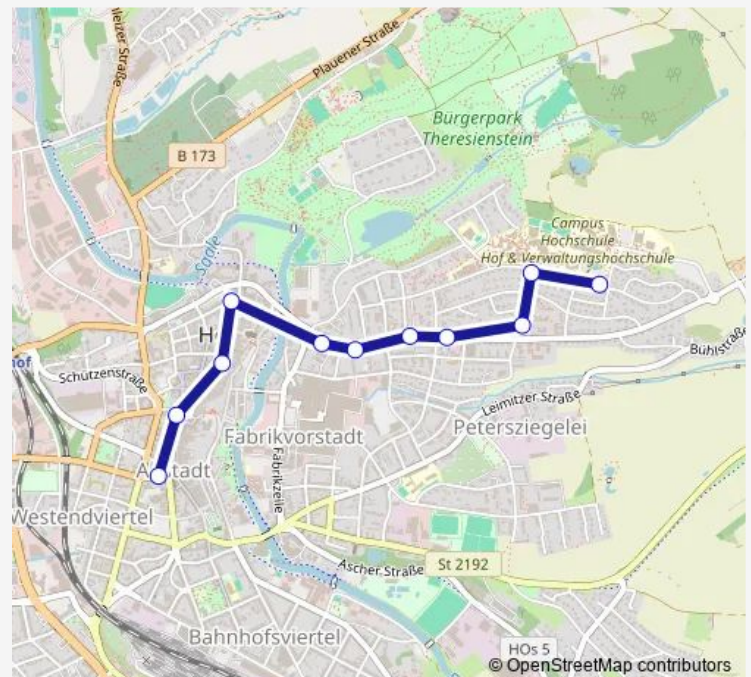 Plauener Straße
Bürgerpark
Theresienstein
B 173
Saale
Campus
Hochschule
Hof & Verwaltungshochschule
H
Schützenstraße
Bühlstraße
Leimitzer Straße
Fabrikvorstadt
Petersziegelei
Fabrikzeile
Westendviertel
Ascher Straße
St 2192
Bahnhofsviertel
HOs 5
© OpenStreetMap contributors